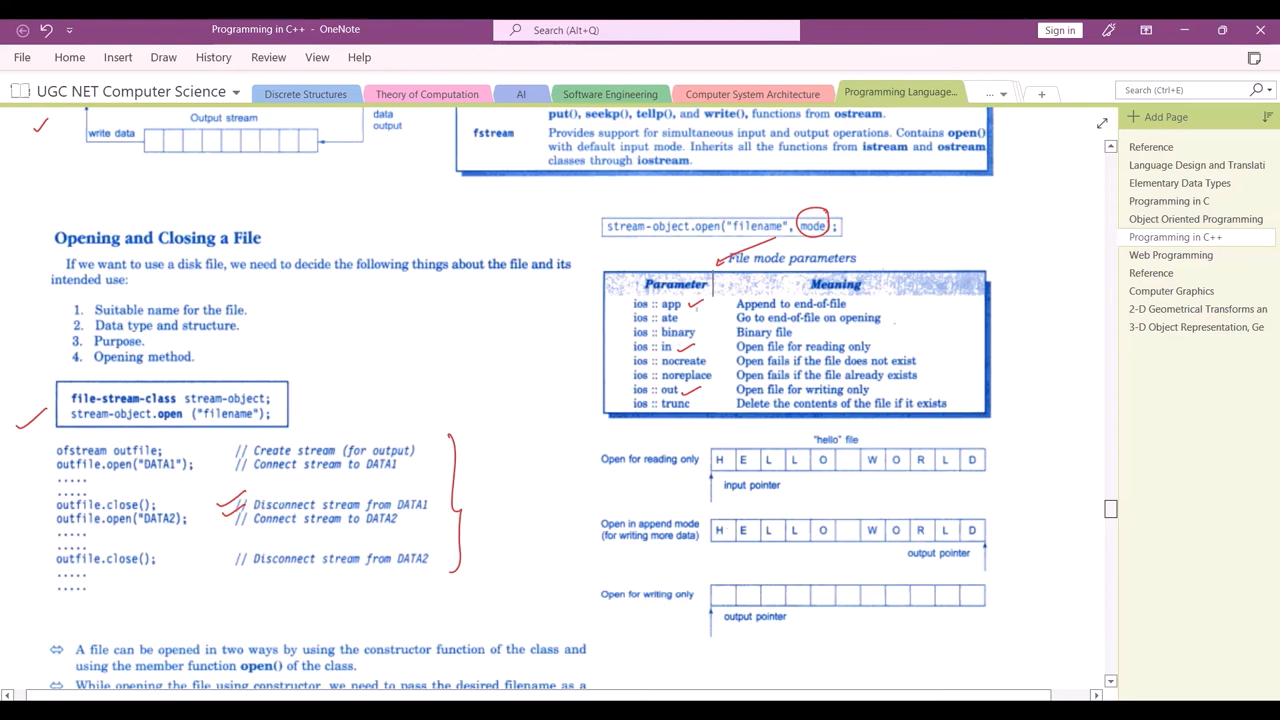 Programming in C++ - OneNote
Search (Alt+Q)
Sign in
File Home Insert Draw History Review View Help
UGC NET Computer Science
Discrete Structures
Theory of Computation
AI
Software Engineering
Computer System Architecture
Programming Language...
...
Search (Ctrl+E)
Output stream
write data
data
output
put(), seekp(), tellp(), and write(), functions from ostream.
fstream
Provides support for simultaneous input and output operations. Contains open()
with default input mode. Inherits all the functions from istream and ostream
classes through iostream.
Opening and Closing a File
If we want to use a disk file, we need to decide the following things about the file and its
intended use:
1. Suitable name for the file.
2. Data type and structure.
3. Purpose.
4. Opening method.
file-stream-class stream-object;
stream-object.open ("filename");
ofstream outfile; // Create stream (for output)
outfile.open("DATA1"); // Connect stream to DATA1
.....
.....
outfile.close(); // Disconnect stream from DATA1
outfile.open("DATA2); // Connect stream to DATA2
.....
.....
outfile.close(); // Disconnect stream from DATA2
.....
.....
⇔ A file can be opened in two ways by using the constructor function of the class and
using the member function open() of the class.
⇔ While opening the file using constructor, we need to pass the desired filename as a
stream-object.open("filename", mode);
File mode parameters
Parameter Meaning
ios :: app Append to end-of-file
ios :: ate Go to end-of-file on opening
ios :: binary Binary file
ios :: in Open file for reading only
ios :: nocreate Open fails if the file does not exist
ios :: noreplace Open fails if the file already exists
ios :: out Open file for writing only
ios :: trunc Delete the contents of the file if it exists
"hello" file
Open for reading only H E L L O W O R L D
input pointer
Open in append mode
(for writing more data)
H E L L O W O R L D
output pointer
Open for writing only
output pointer
Add Page
Reference
Language Design and Translati
Elementary Data Types
Programming in C
Object Oriented Programming
Programming in C++
Web Programming
Reference
Computer Graphics
2-D Geometrical Transforms and
3-D Object Representation, Ge